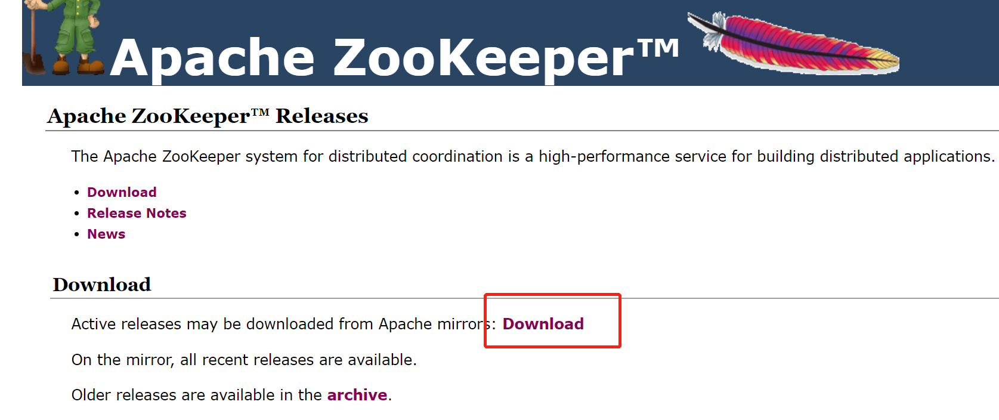 Apache ZooKeeper™
Apache ZooKeeper™ Releases
The Apache ZooKeeper system for distributed coordination is a high-performance service for building distributed applications.
• Download
• Release Notes
• News
Download
Active releases may be downloaded from Apache mirrors: Download
On the mirror, all recent releases are available.
Older releases are available in the archive.